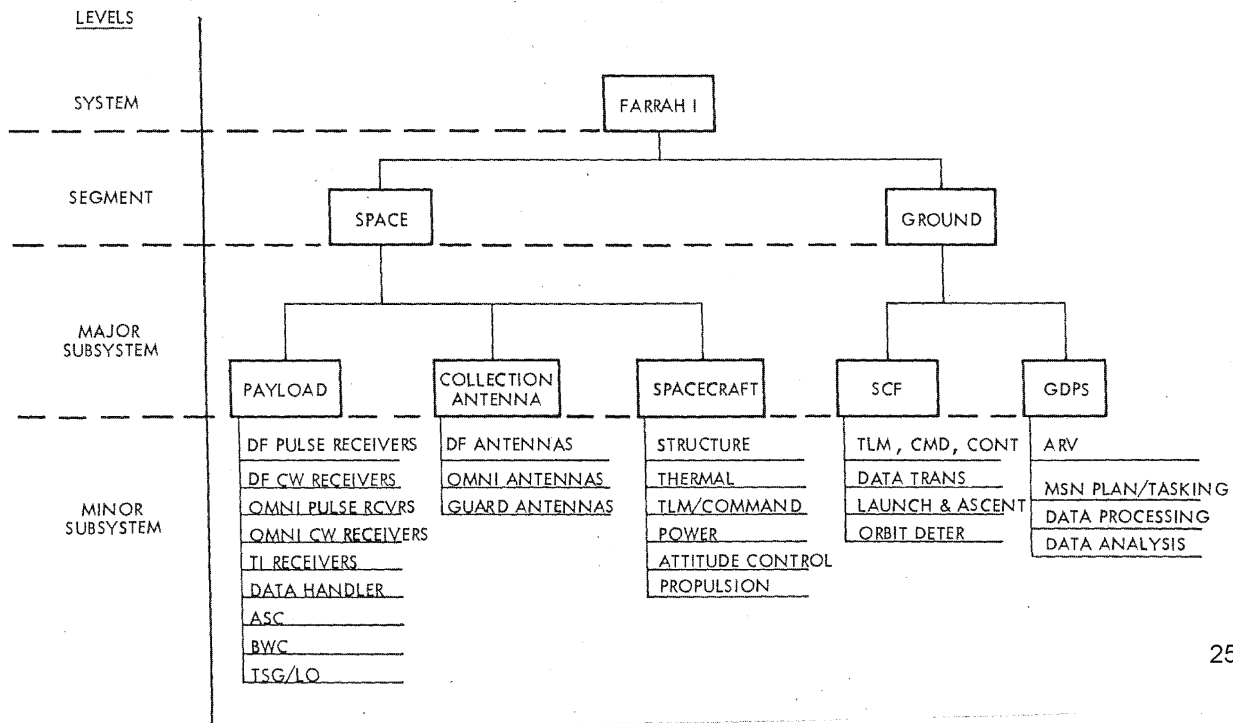 LEVELS
SYSTEM
FARRAH I
SEGMENT
SPACE
GROUND
MAJOR
SUBSYSTEM
PAYLOAD
COLLECTION
ANTENNA
SPACECRAFT
SCF
GDPS
MINOR
SUBSYSTEM
DF PULSE RECEIVERS
DF CW RECEIVERS
OMNI PULSE RCVRS
OMNI CW RECEIVERS
TI RECEIVERS
DATA HANDLER
ASC
BWC
TSG/LO
DF ANTENNAS
OMNI ANTENNAS
GUARD ANTENNAS
STRUCTURE
THERMAL
TLM/COMMAND
POWER
ATTITUDE CONTROL
PROPULSION
TLM, CMD, CONT
DATA TRANS
LAUNCH & ASCENT
ORBIT DETER
ARV
MSN PLAN/TASKING
DATA PROCESSING
DATA ANALYSIS
25